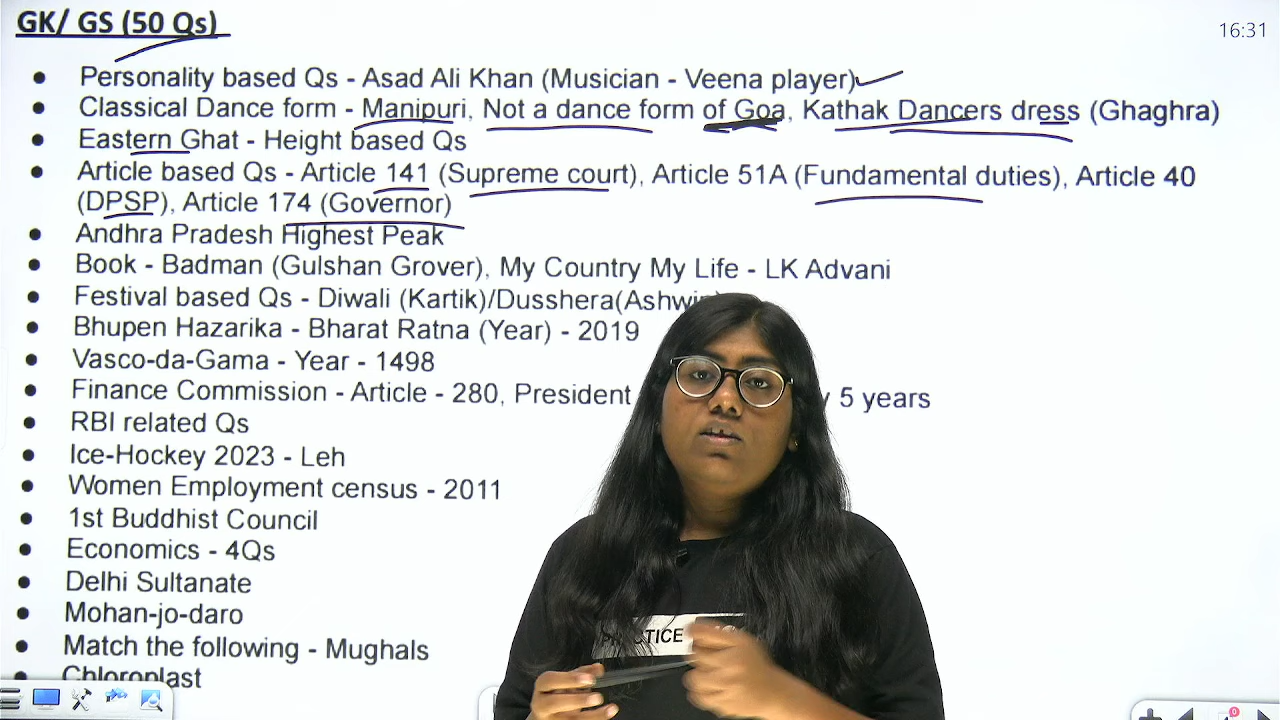 GK/ GS (50 Qs)
16:31
● Personality based Qs - Asad Ali Khan (Musician - Veena player)
● Classical Dance form - Manipuri, Not a dance form of Goa, Kathak Dancers dress (Ghaghra)
● Eastern Ghat - Height based Qs
● Article based Qs - Article 141 (Supreme court), Article 51A (Fundamental duties), Article 40
(DPSP), Article 174 (Governor)
● Andhra Pradesh Highest Peak
● Book - Badman (Gulshan Grover), My Country My Life - LK Advani
● Festival based Qs - Diwali (Kartik)/Dusshera(Ashwin)
● Bhupen Hazarika - Bharat Ratna (Year) - 2019
● Vasco-da-Gama - Year - 1498
● Finance Commission - Article - 280, President 5 years
● RBI related Qs
● Ice-Hockey 2023 - Leh
● Women Employment census - 2011
● 1st Buddhist Council
● Economics - 4Qs
● Delhi Sultanate
● Mohan-jo-daro
PRACTICE
● Match the following - Mughals
● Chloroplast
0